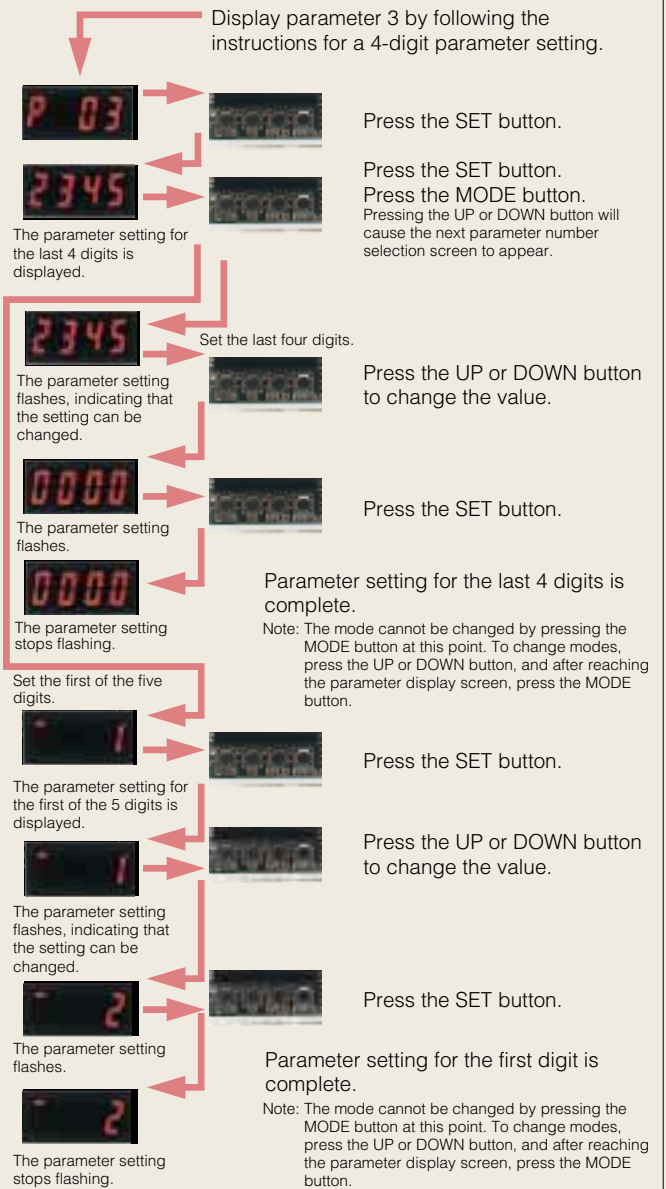 Display parameter 3 by following the
instructions for a 4-digit parameter setting.
P 03
Press the SET button.
2345
Press the SET button.
Press the MODE button.
Pressing the UP or DOWN button will
cause the next parameter number
selection screen to appear.
The parameter setting for
the last 4 digits is
displayed.
2345
Set the last four digits.
The parameter setting
flashes, indicating that
the setting can be
changed.
Press the UP or DOWN button
to change the value.
0000
Press the SET button.
The parameter setting
flashes.
0000
The parameter setting
stops flashing.
Parameter setting for the last 4 digits is
complete.
Note: The mode cannot be changed by pressing the
MODE button at this point. To change modes,
press the UP or DOWN button, and after reaching
the parameter display screen, press the MODE
button.
Set the first of the five
digits.
1
Press the SET button.
The parameter setting for
the first of the 5 digits is
displayed.
1
Press the UP or DOWN button
to change the value.
The parameter setting
flashes, indicating that
the setting can be
changed.
2
Press the SET button.
The parameter setting
flashes.
2
The parameter setting
stops flashing.
Parameter setting for the first digit is
complete.
Note: The mode cannot be changed by pressing the
MODE button at this point. To change modes,
press the UP or DOWN button, and after reaching
the parameter display screen, press the MODE
button.